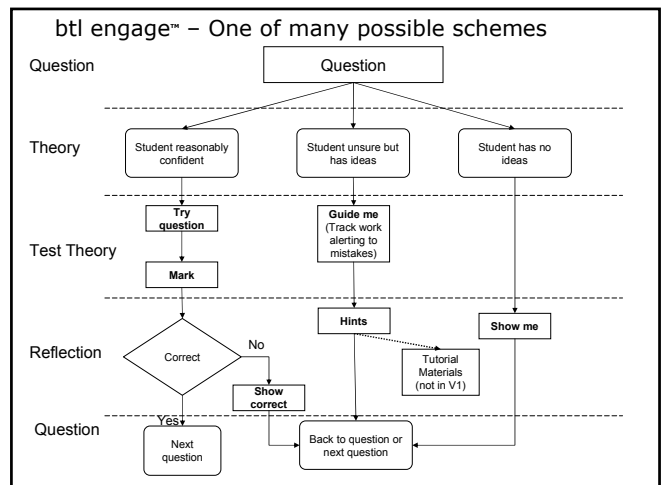 btl engage™ – One of many possible schemes
Question
Question
Theory
Student reasonably
confident
Student unsure but
has ideas
Student has no
ideas
Test Theory
Try
question
Mark
Guide me
(Track work
alerting to
mistakes)
Reflection
Correct
No
Show
correct
Hints
Tutorial
Materials
(not in V1)
Show me
Question
Yes
Next
question
Back to question or
next question